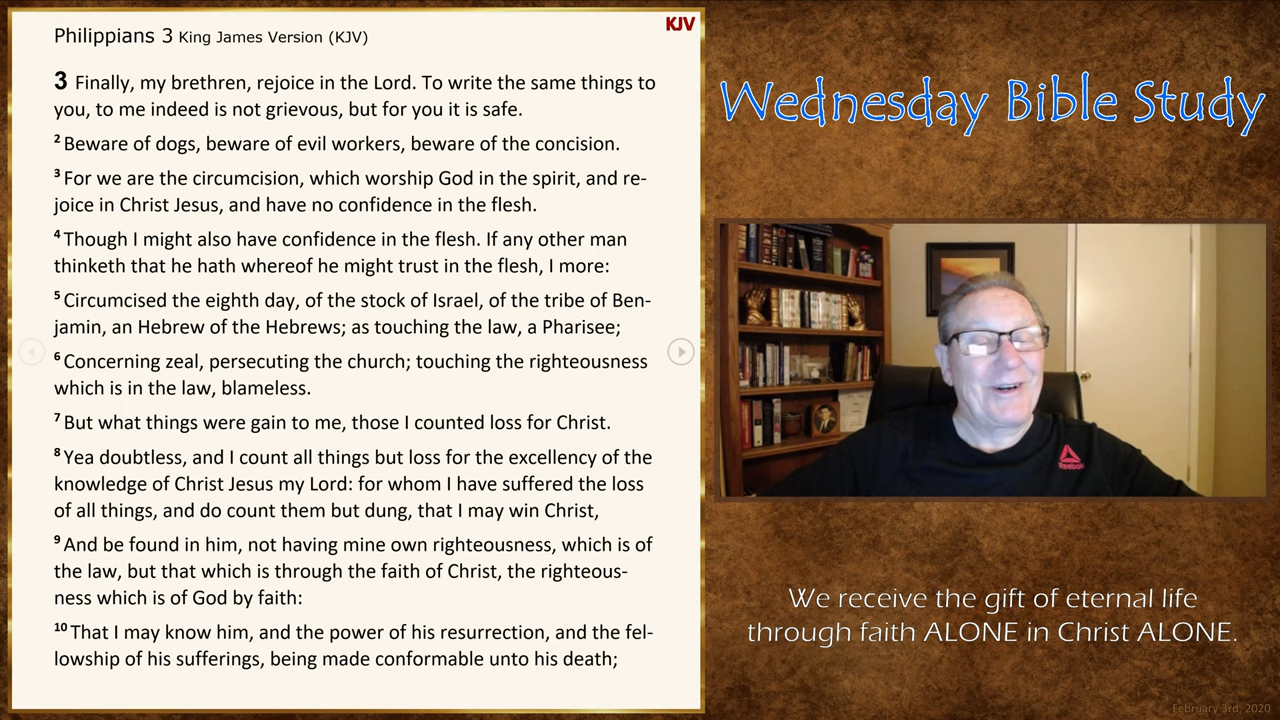 KJV
Philippians 3 King James Version (KJV)
3 Finally, my brethren, rejoice in the Lord. To write the same things to
you, to me indeed is not grievous, but for you it is safe.
2 Beware of dogs, beware of evil workers, beware of the concision.
3 For we are the circumcision, which worship God in the spirit, and re-
joice in Christ Jesus, and have no confidence in the flesh.
4 Though I might also have confidence in the flesh. If any other man
thinketh that he hath whereof he might trust in the flesh, I more:
5 Circumcised the eighth day, of the stock of Israel, of the tribe of Ben-
jamin, an Hebrew of the Hebrews; as touching the law, a Pharisee;
6 Concerning zeal, persecuting the church; touching the righteousness
which is in the law, blameless.
7 But what things were gain to me, those I counted loss for Christ.
8 Yea doubtless, and I count all things but loss for the excellency of the
knowledge of Christ Jesus my Lord: for whom I have suffered the loss
of all things, and do count them but dung, that I may win Christ,
9 And be found in him, not having mine own righteousness, which is of
the law, but that which is through the faith of Christ, the righteous-
ness which is of God by faith:
10 That I may know him, and the power of his resurrection, and the fel-
lowship of his sufferings, being made conformable unto his death;
Wednesday Bible Study
Reebok
We receive the gift of eternal life
through faith ALONE in Christ ALONE.
February 3rd, 2020